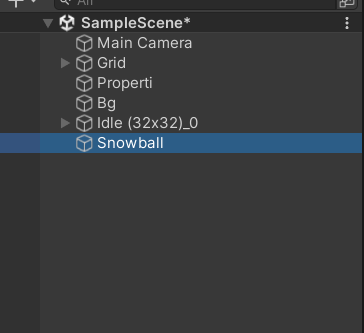 All
SampleScene*
Main Camera
Grid
Properti
Bg
Idle (32x32)_0
Snowball